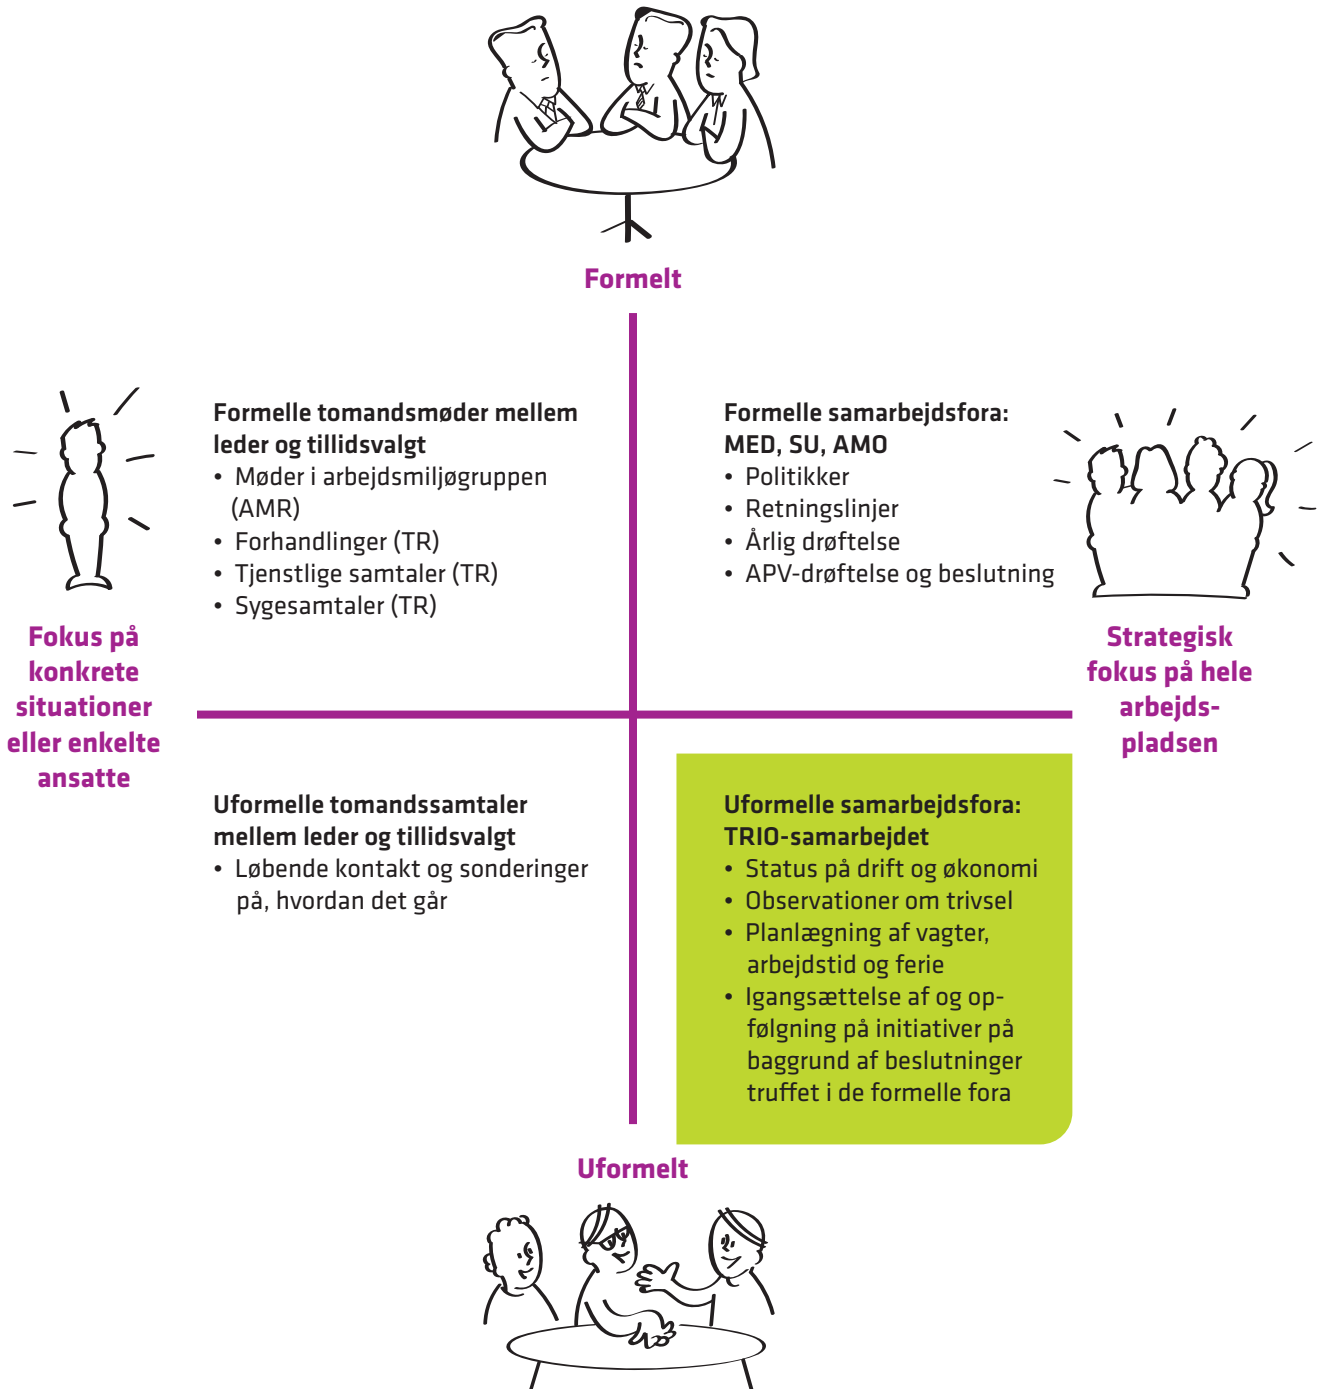 Formelt
Formelle tomandsmøder mellem
leder og tillidsvalgt
• Møder i arbejdsmiljøgruppen
(AMR)
• Forhandlinger (TR)
• Tjenstlige samtaler (TR)
• Sygesamtaler (TR)
Formelle samarbejdsfora:
MED, SU, AMO
• Politikker
• Retningslinjer
• Årlig drøftelse
• APV-drøftelse og beslutning
Fokus på
konkrete
situationer
eller enkelte
ansatte
Strategisk
fokus på hele
arbejds-
pladsen
Uformelle tomandssamtaler
mellem leder og tillidsvalgt
• Løbende kontakt og sonderinger
på, hvordan det går
Uformelle samarbejdsfora:
TRIO-samarbejdet
• Status på drift og økonomi
• Observationer om trivsel
• Planlægning af vagter,
arbejdstid og ferie
• Igangsættelse af og op-
følgning på initiativer på
baggrund af beslutninger
truffet i de formelle fora
Uformelt